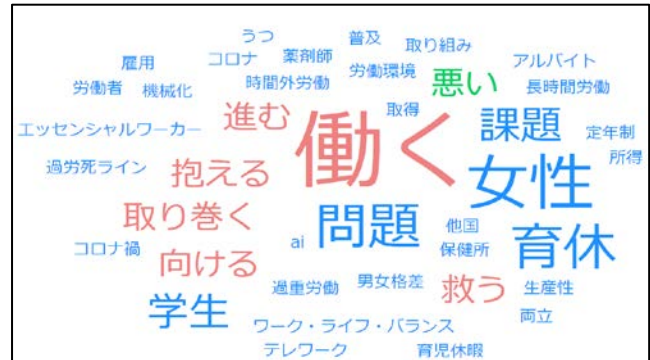 うつ
普及
取り組み
雇用
コロナ
薬剤師
アルバイト
労働者
機械化
時間外労働
労働環境
悪い
長時間労働
エッセンシャルワーカー
進む
働く
取得
課題
定年制
所得
過労死ライン
抱える
女性
取り巻く
問題
他国
育休
コロナ禍
向ける
ai
保健所
学生
過重労働
男女格差
救う
生産性
ワーク・ライフ・バランス
両立
テレワーク
育児休暇